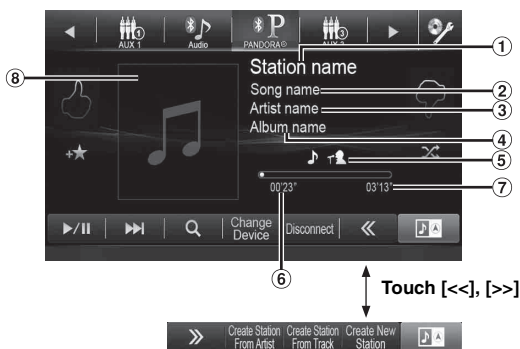 AUX 1 Audio PANDORA® AUX 3
1
8
Station name
Song name 2
Artist name 3
Album name 4
5
00'23" 03'13" 7
Change Device Disconnect
6
Touch [<<], [>>]
Create Station From Artist Create Station From Track Create New Station